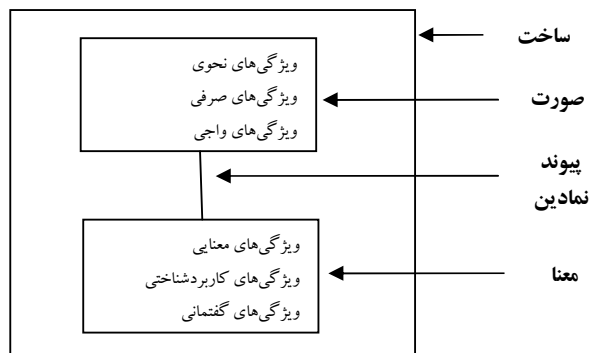 ساخت
ویژگی‌های نحوی
ویژگی‌های صرفی
ویژگی‌های واجی
صورت
پیوند
نمادین
ویژگی‌های معنایی
ویژگی‌های کاربردشناختی
ویژگی‌های گفتمانی
معنا